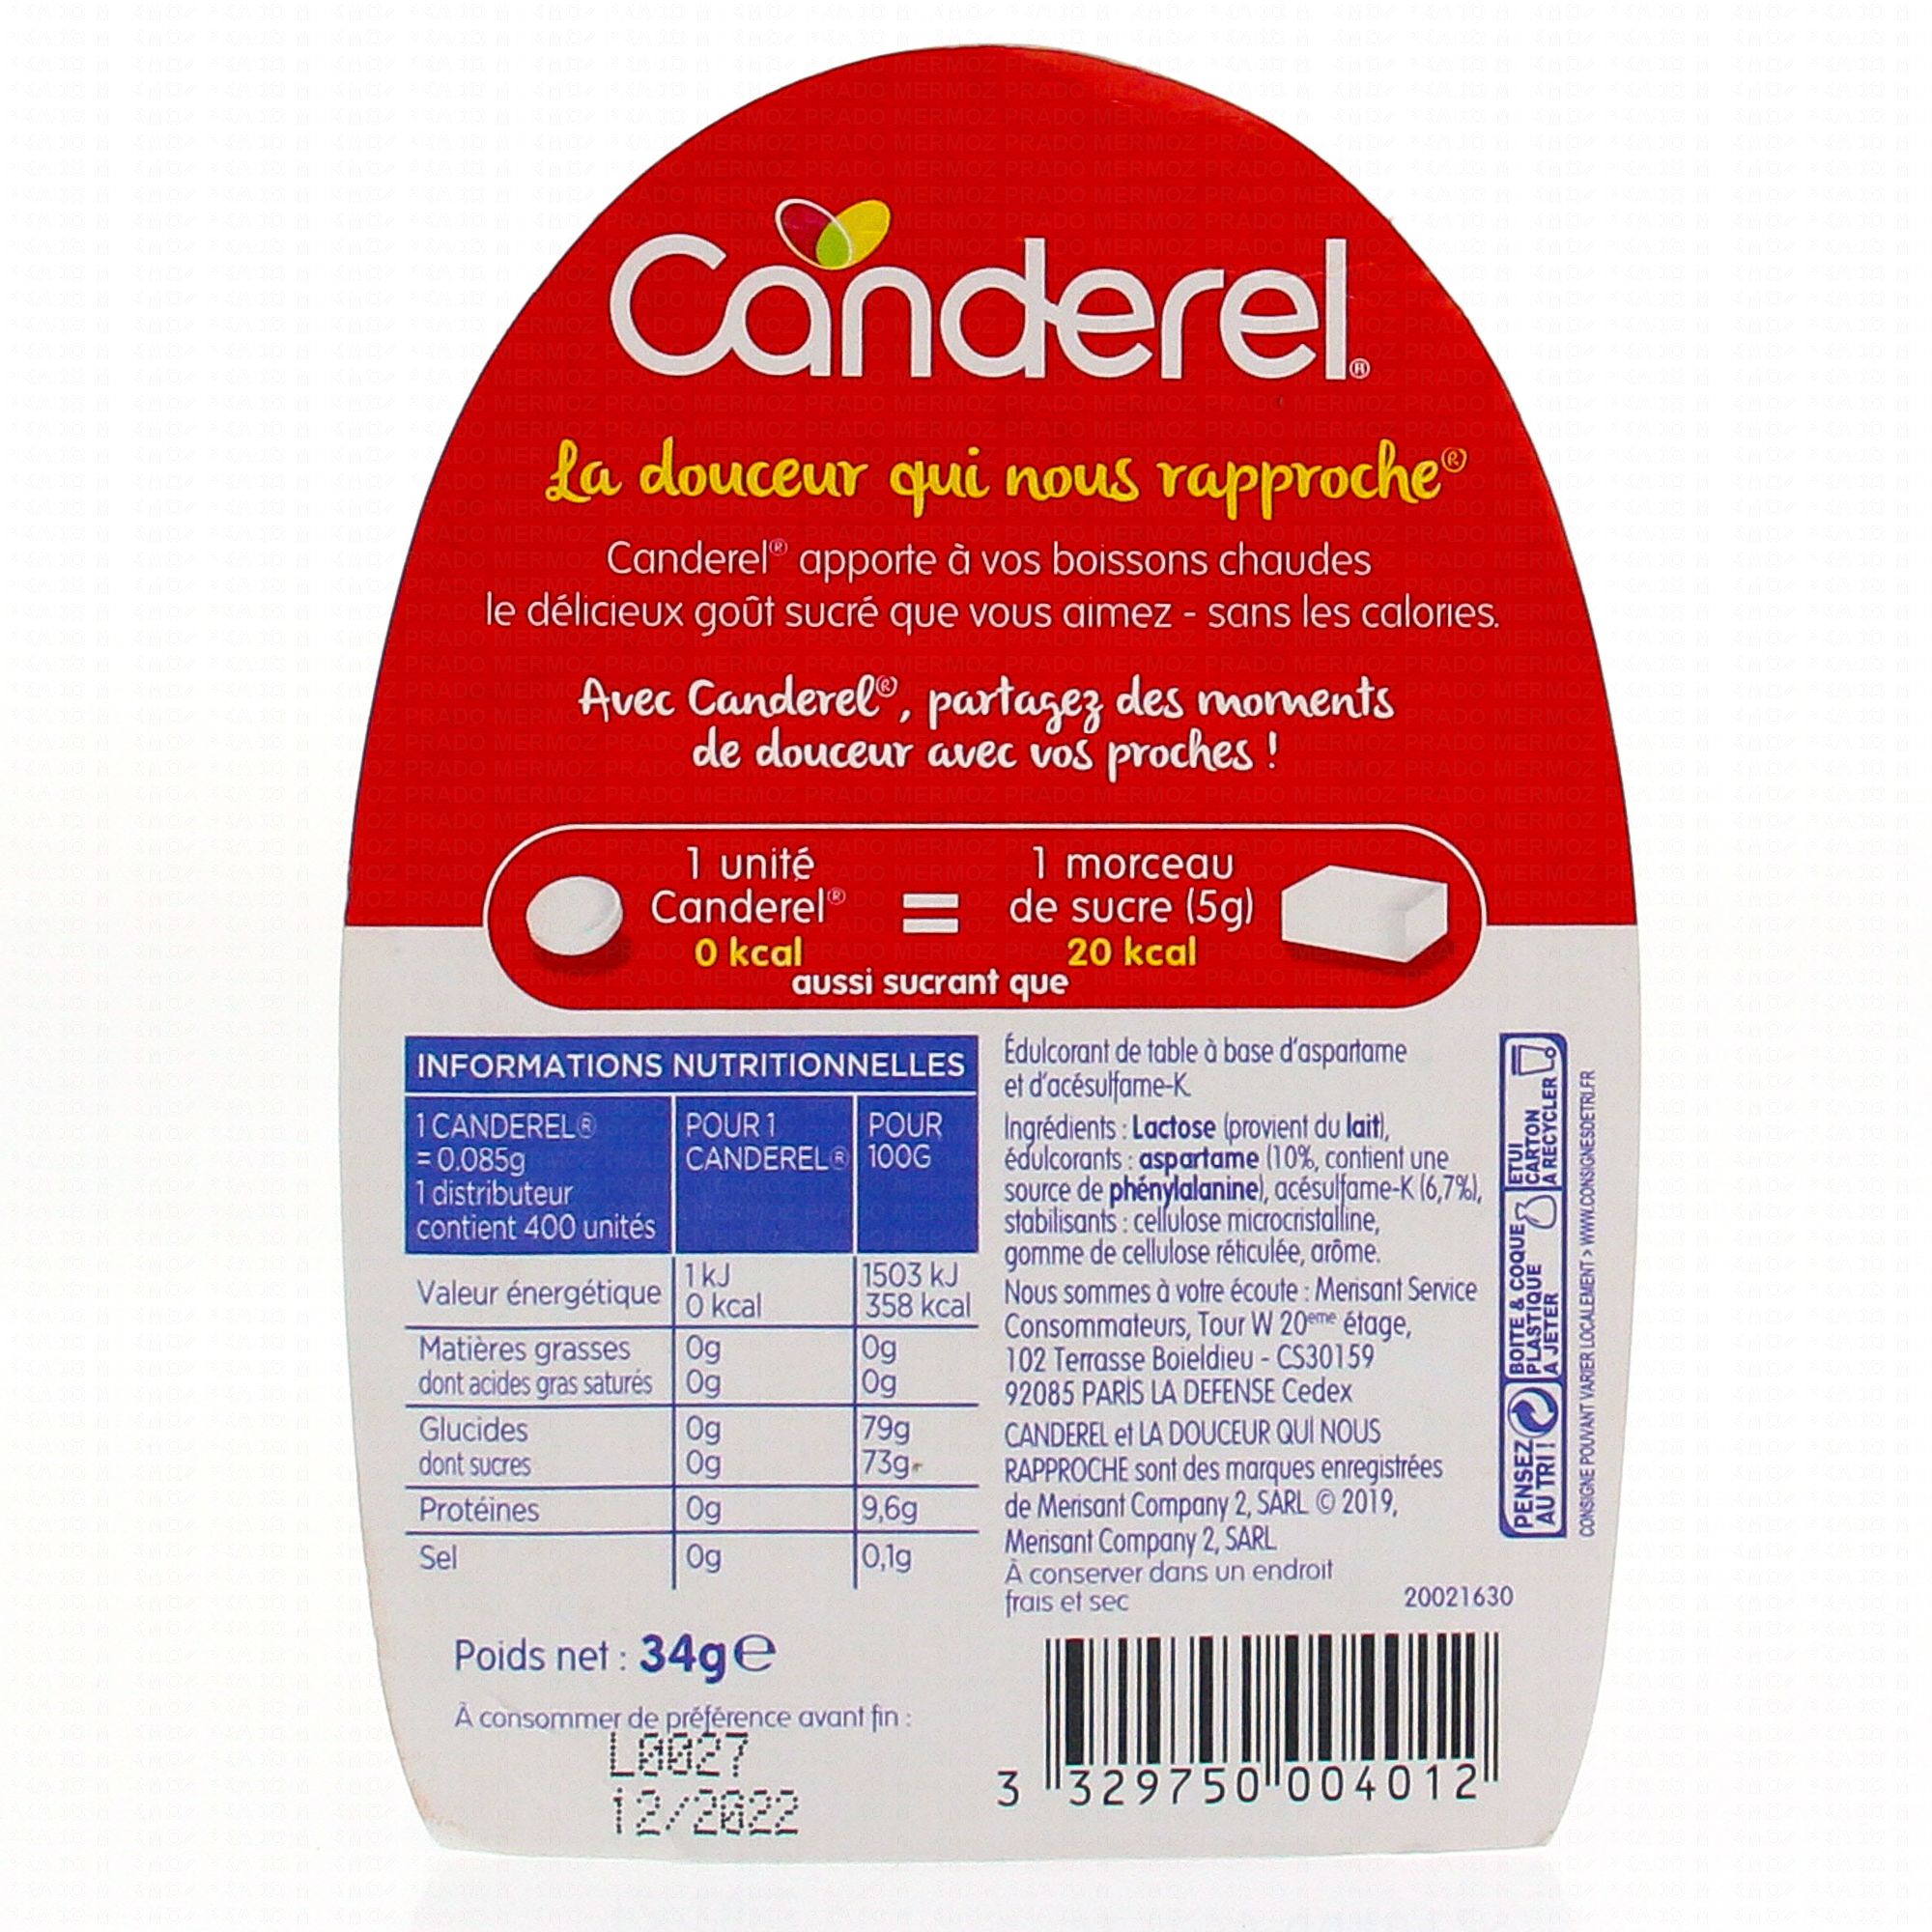 Canderel®
La douceur qui nous rapproche®
Canderel® apporte à vos boissons chaudes
le délicieux goût sucré que vous aimez - sans les calories.
Avec Canderel®, partagez des moments
de douceur avec vos proches !
1 unité
Canderel®
0 kcal
=
1 morceau
de sucre (5g)
20 kcal
aussi sucrant que
INFORMATIONS NUTRITIONNELLES
1 CANDEREL®
= 0.085g
1 distributeur
contient 400 unités
POUR 1
CANDEREL®
POUR
100G
Valeur énergétique 1 kJ 1503 kJ
0 kcal 358 kcal
Matières grasses 0g 0g
dont acides gras saturés 0g 0g
Glucides 0g 79g
dont sucres 0g 73g
Protéines 0g 9,6g
Sel 0g 0,1g
Poids net : 34g ℮
À consommer de préférence avant fin :
L0027
12/2022
Édulcorant de table à base d'aspartame
et d'acésulfame-K
Ingrédients : Lactose (provient du lait),
édulcorants : aspartame (10%, contient une
source de phénylalanine), acésulfame-K (6,7%),
stabilisants : cellulose microcristalline,
gomme de cellulose réticulée, arôme.
Nous sommes à votre écoute : Merisant Service
Consommateurs, Tour W 20eme étage,
102 Terrasse Boieldieu - CS30159
92085 PARIS LA DEFENSE Cedex
CANDEREL et LA DOUCEUR QUI NOUS
RAPPROCHE sont des marques enregistrées
de Merisant Company 2, SARL © 2019,
Merisant Company 2, SARL
À conserver dans un endroit
frais et sec
20021630
3 329750 004012
PENSEZ
AU TRI !
BOITE & COQUE
PLASTIQUE
A JETER
ETUI
CARTON
A RECYCLER
CONSIGNE POUVANT VARIER LOCALEMENT > WWW.CONSIGNESDETRI.FR
PRADO MERMOZ